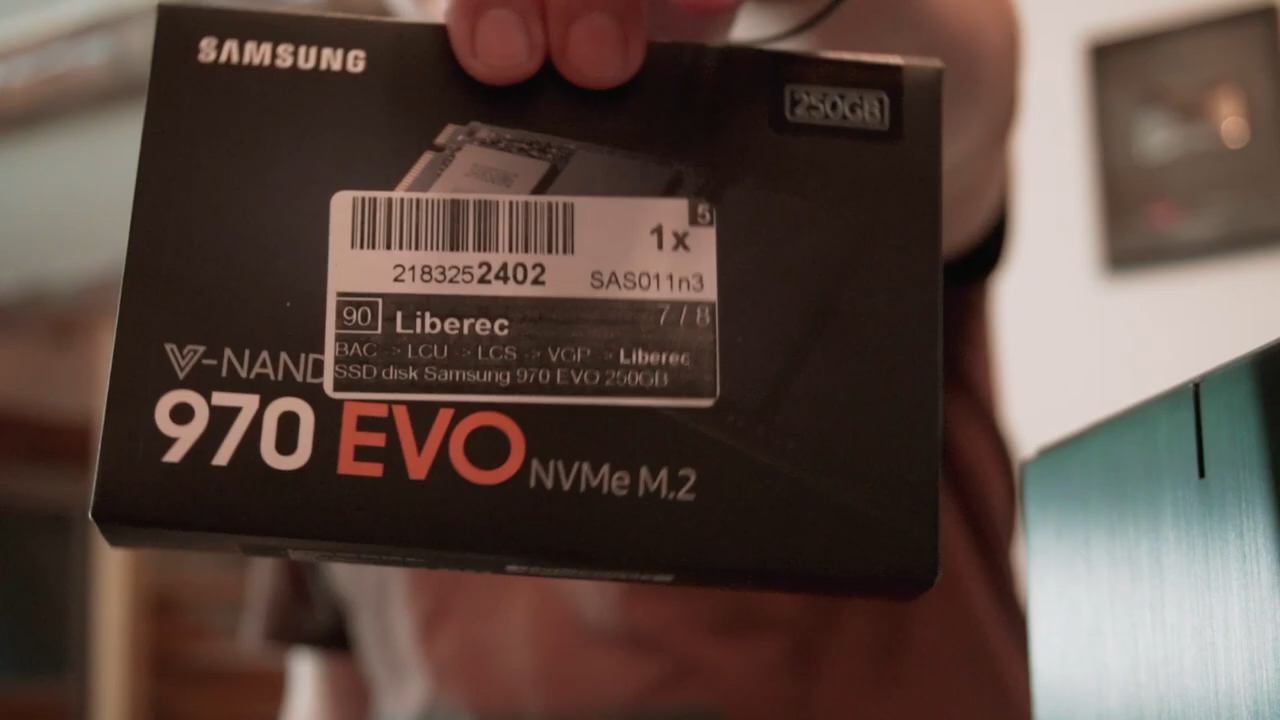 SAMSUNG
250GB
5
1x
2183252402
SAS011n3
90 Liberec
7 / 8
BAC -> LCU -> LCS -> VGP -> Liberec
SSD disk Samsung 970 EVO 250GB
V-NAND
970 EVO NVMe M.2